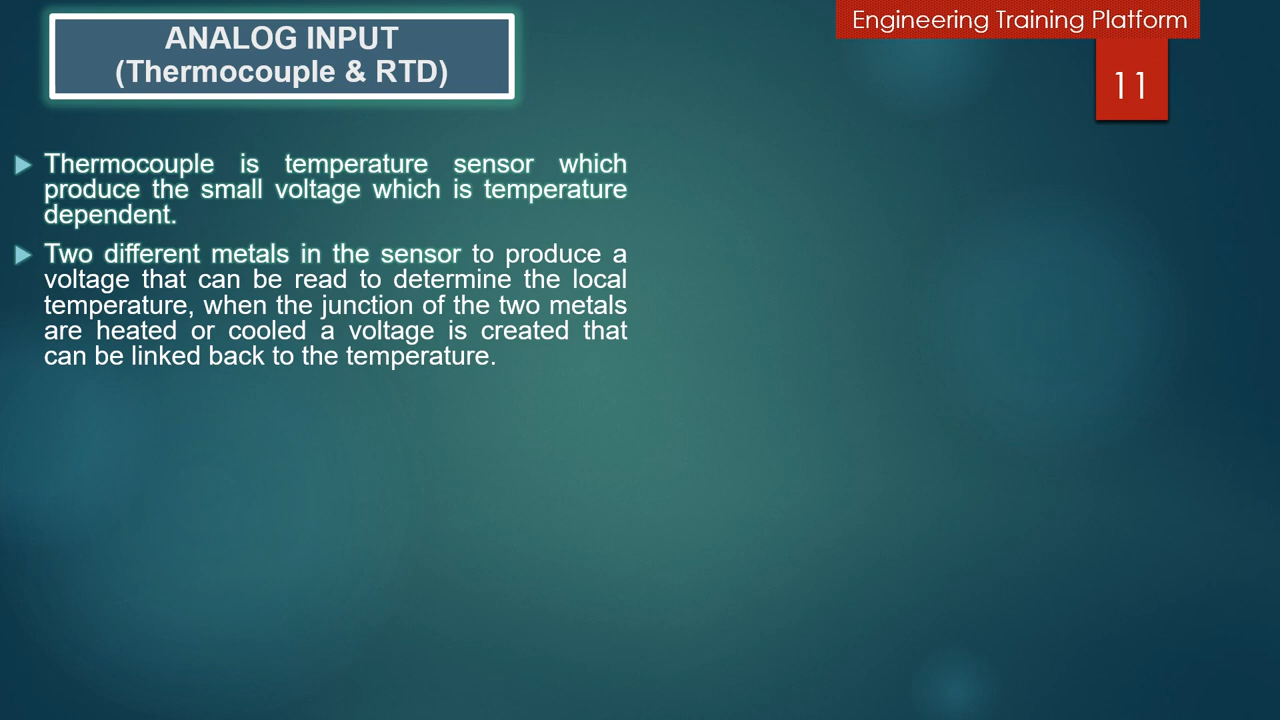 ANALOG INPUT
(Thermocouple & RTD)
Engineering Training Platform
11
Thermocouple is temperature sensor which
produce the small voltage which is temperature
dependent.
Two different metals in the sensor to produce a
voltage that can be read to determine the local
temperature, when the junction of the two metals
are heated or cooled a voltage is created that
can be linked back to the temperature.